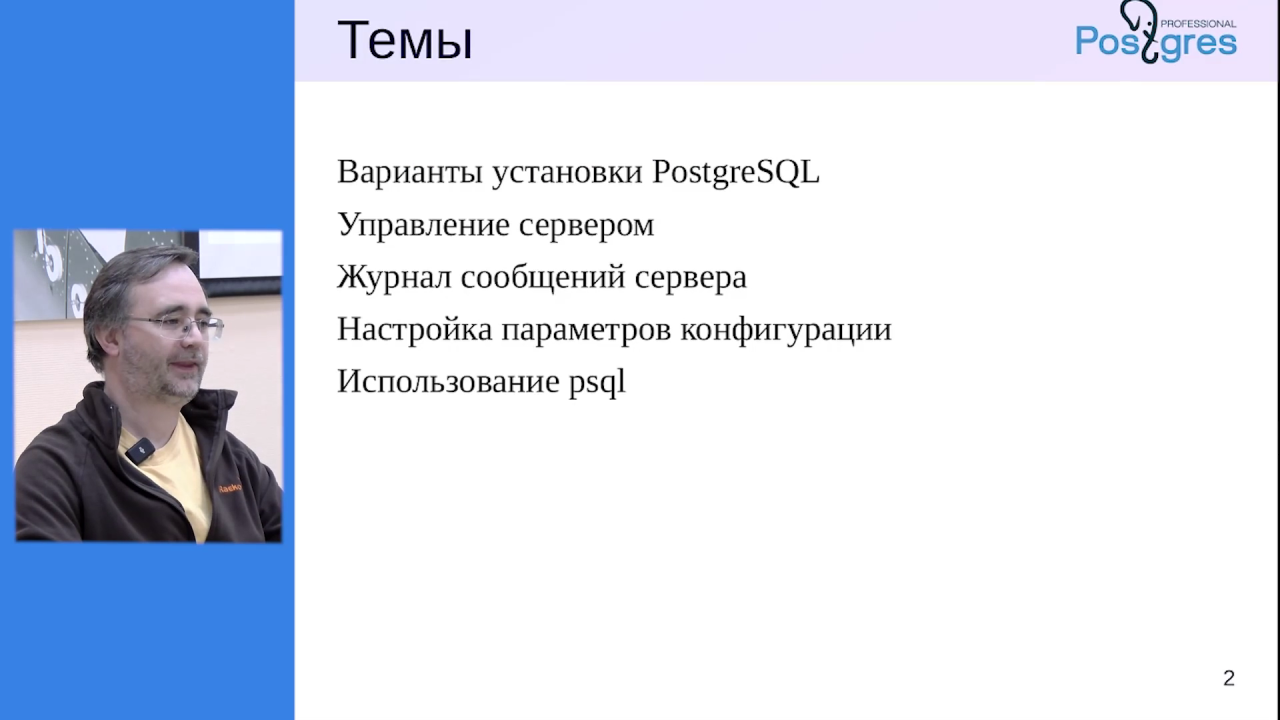 Темы
PROFESSIONAL
Postgres
Варианты установки PostgreSQL
Управление сервером
Журнал сообщений сервера
Настройка параметров конфигурации
Использование psql
2